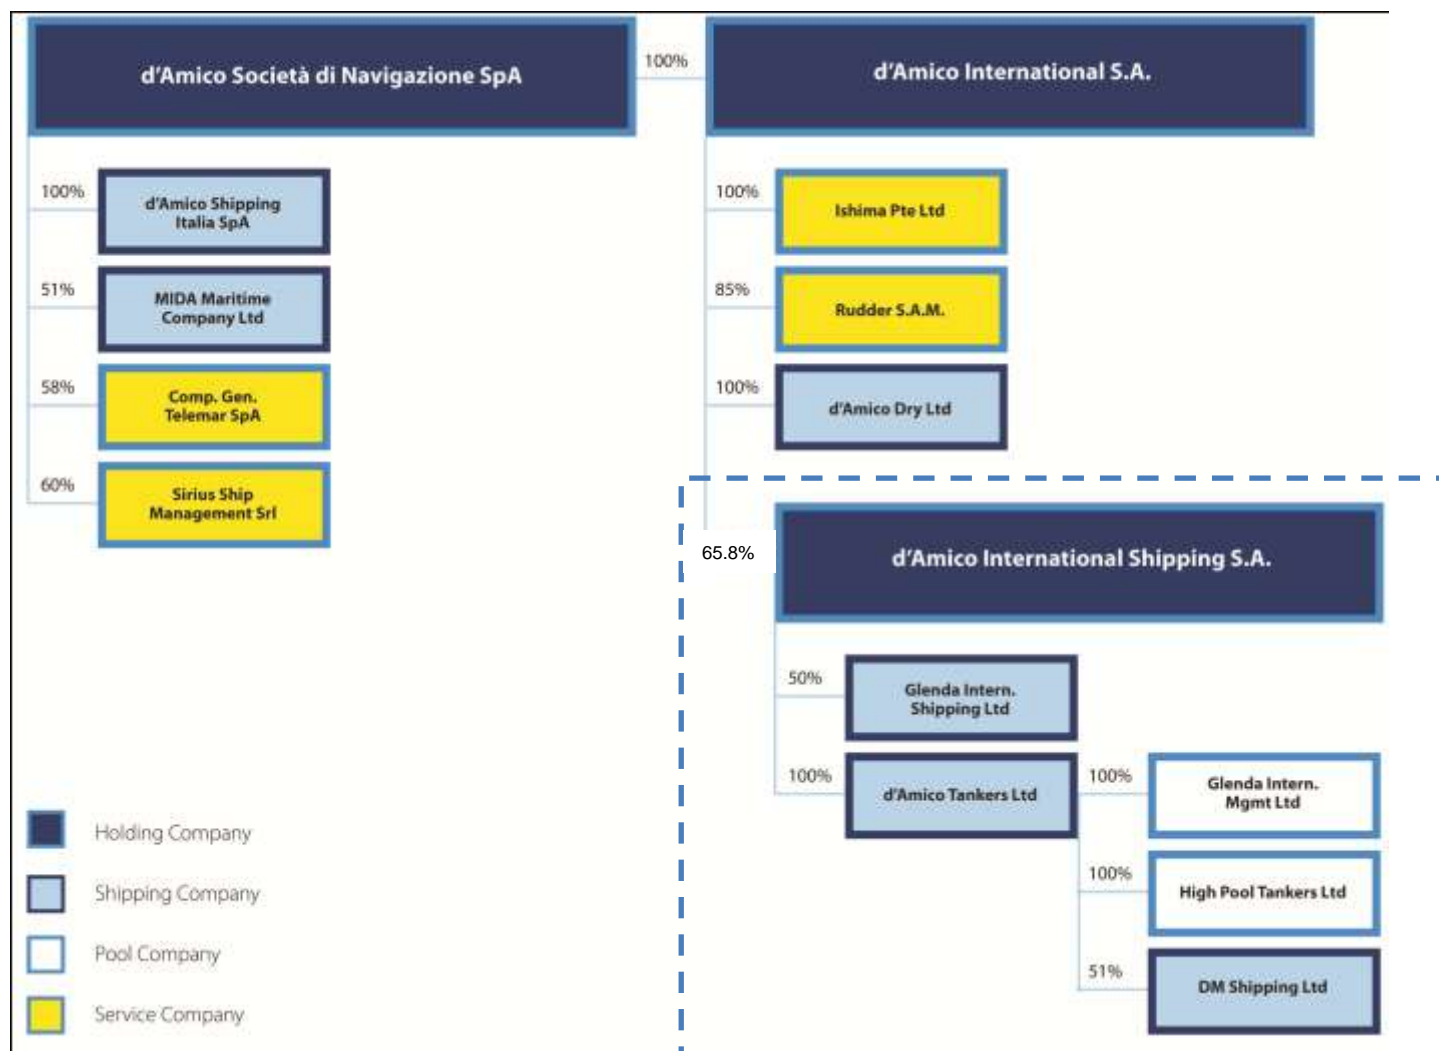 d'Amico Società di Navigazione SpA
100%
d'Amico International S.A.
100%
d'Amico Shipping
Italia SpA
51%
MIDA Maritime
Company Ltd
58%
Comp. Gen.
Telemar SpA
60%
Sirius Ship
Management Srl
100%
Ishima Pte Ltd
85%
Rudder S.A.M.
100%
d'Amico Dry Ltd
65.8%
d'Amico International Shipping S.A.
50%
Glenda Intern.
Shipping Ltd
100%
d'Amico Tankers Ltd
100%
Glenda Intern.
Mgmt Ltd
100%
High Pool Tankers Ltd
51%
DM Shipping Ltd
Holding Company
Shipping Company
Pool Company
Service Company